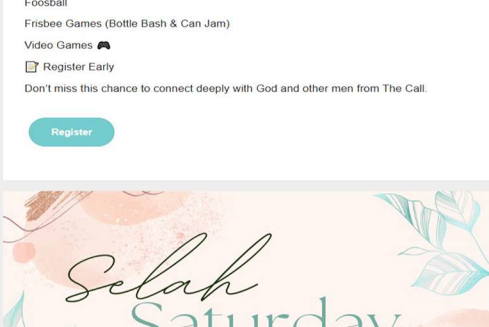 Foosball
Frisbee Games (Bottle Bash & Can Jam)
Video Games 🎮
📝 Register Early
Don’t miss this chance to connect deeply with God and other men from The Call.
Register
Selah
Saturday